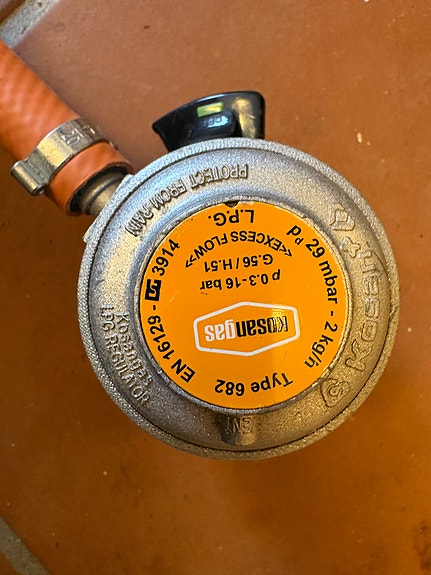 PROTECT FROM RAIN
Kosangas
LPG-REGULATOR
EN 16129 - 3914
Pd 29 mbar - 2 kg/h
L.P.G.
<<EXCESS FLOW>>
G.56 / H.51
p 0.3-16 bar
Kosangas
Type 682